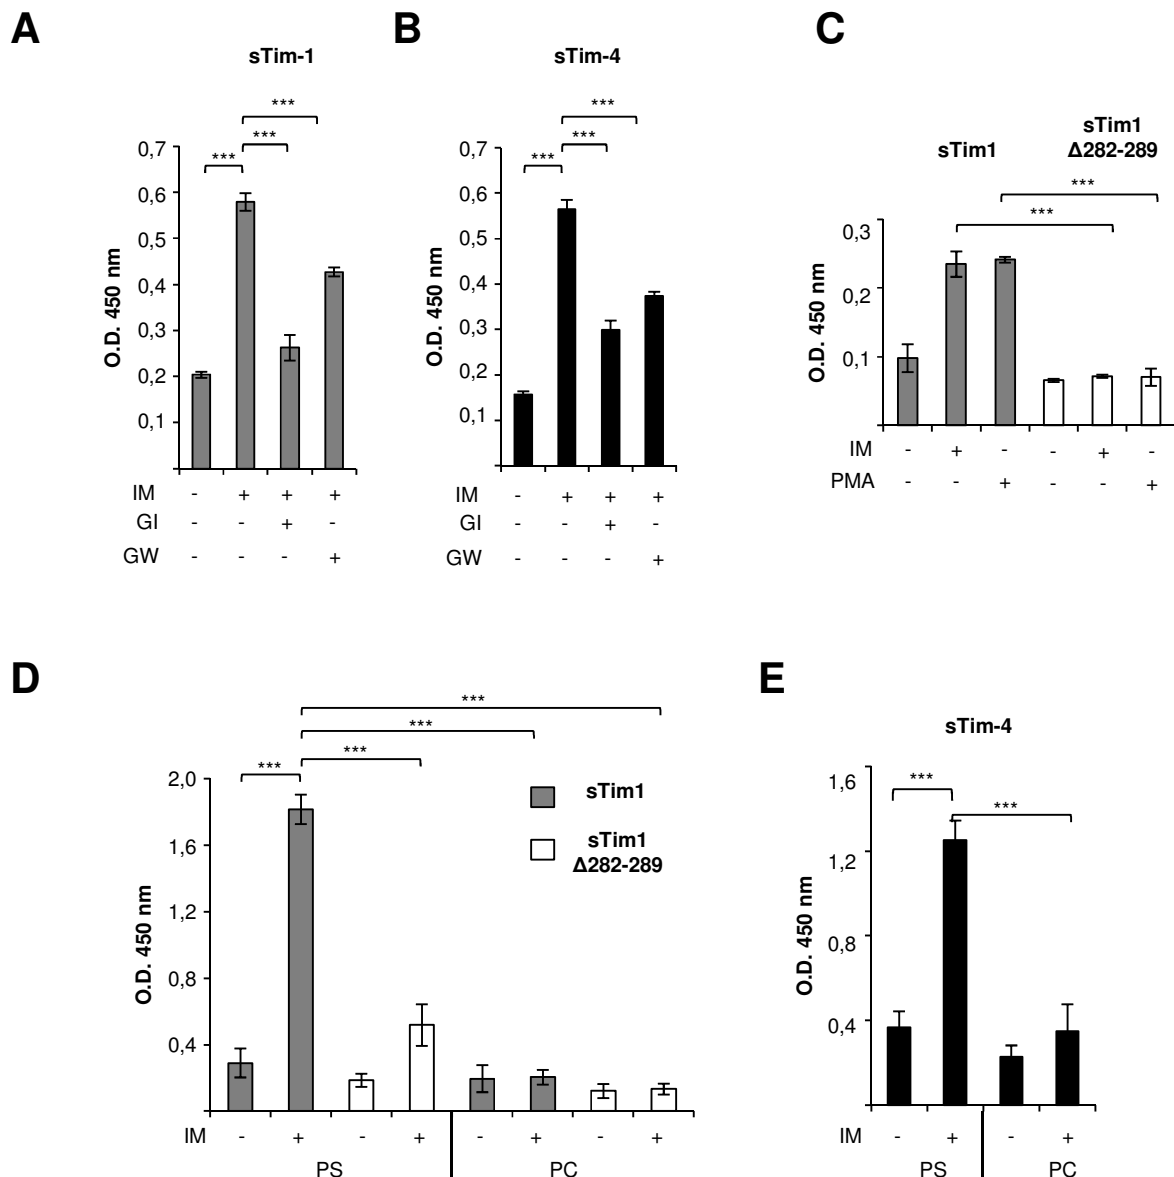 A
sTim-1
***
***
***
0,7
0,6
0,5
0,4
0,3
0,2
0,1
O.D. 450 nm
IM - + + +
GI - - + -
GW - - - +
B
sTim-4
***
***
***
0,7
0,6
0,5
0,4
0,3
0,2
0,1
O.D. 450 nm
IM - + + +
GI - - + -
GW - - - +
C
sTim1
sTim1
Δ282-289
***
***
0,3
0,2
0,1
O.D. 450 nm
IM - + - - + -
PMA - - + - - +
D
***
***
***
***
2,0
1,6
1,2
0,8
0,4
O.D. 450 nm
sTim1
sTim1
Δ282-289
IM - + - + - + - +
PS PC
E
sTim-4
***
***
1,6
1,2
0,8
0,4
O.D. 450 nm
IM - + - +
PS PC